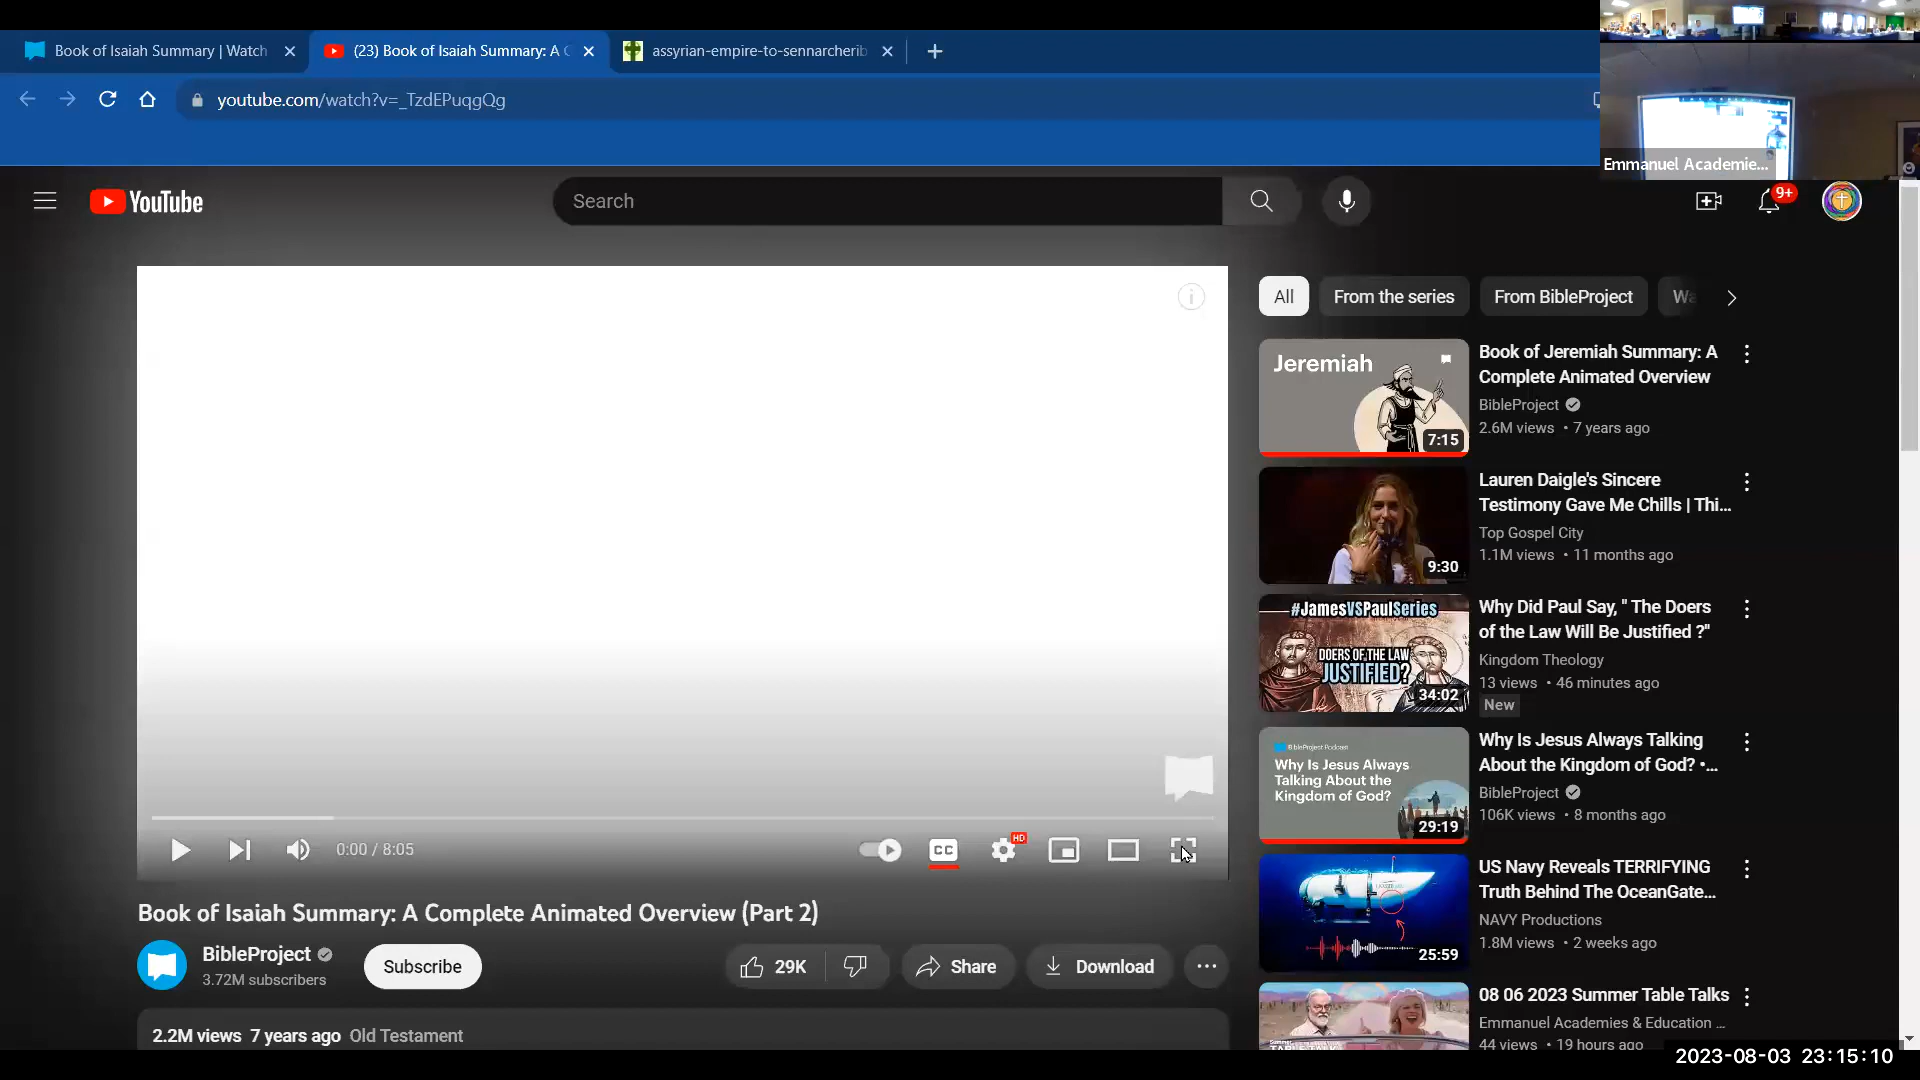 Book of Isaiah Summary | Watch
(23) Book of Isaiah Summary: A C
assyrian-empire-to-sennarcherib
youtube.com/watch?v=_TzdEPuqgQg
Emmanuel Academie...
YouTube
Search
9+
All
From the series
From BibleProject
Wa
Jeremiah
7:15
Book of Jeremiah Summary: A
Complete Animated Overview
BibleProject
2.6M views • 7 years ago
9:30
Lauren Daigle's Sincere
Testimony Gave Me Chills | Thi...
Top Gospel City
1.1M views • 11 months ago
#JamesVSPaulSeries
DOERS OF THE LAW
JUSTIFIED?
34:02
Why Did Paul Say, " The Doers
of the Law Will Be Justified ?"
Kingdom Theology
13 views • 46 minutes ago
New
BibleProject Podcast
Why Is Jesus Always
Talking About the
Kingdom of God?
29:19
Why Is Jesus Always Talking
About the Kingdom of God? •...
BibleProject
106K views • 8 months ago
25:59
US Navy Reveals TERRIFYING
Truth Behind The OceanGate...
NAVY Productions
1.8M views • 2 weeks ago
08 06 2023 Summer Table Talks
Emmanuel Academies & Education ...
44 views • 19 hours ago
0:00 / 8:05
CC
HD
Book of Isaiah Summary: A Complete Animated Overview (Part 2)
BibleProject
3.72M subscribers
Subscribe
29K
Share
Download
2.2M views 7 years ago Old Testament
2023-08-03 23:15:10